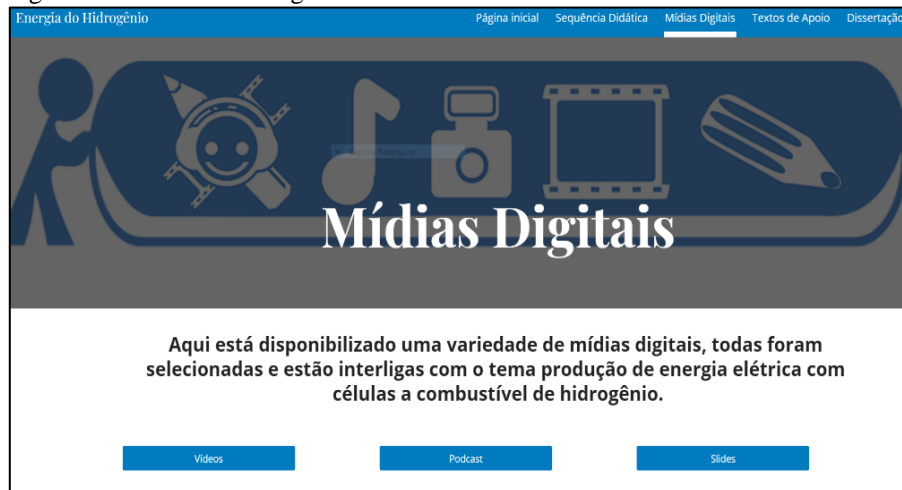 Energia do Hidrogênio
Página inicial Sequência Didática Mídias Digitais Textos de Apoio Dissertação
Mídias Digitais
Aqui está disponibilizado uma variedade de mídias digitais, todas foram
selecionadas e estão interligas com o tema produção de energia elétrica com
células a combustível de hidrogênio.
Vídeos Podcast Slides